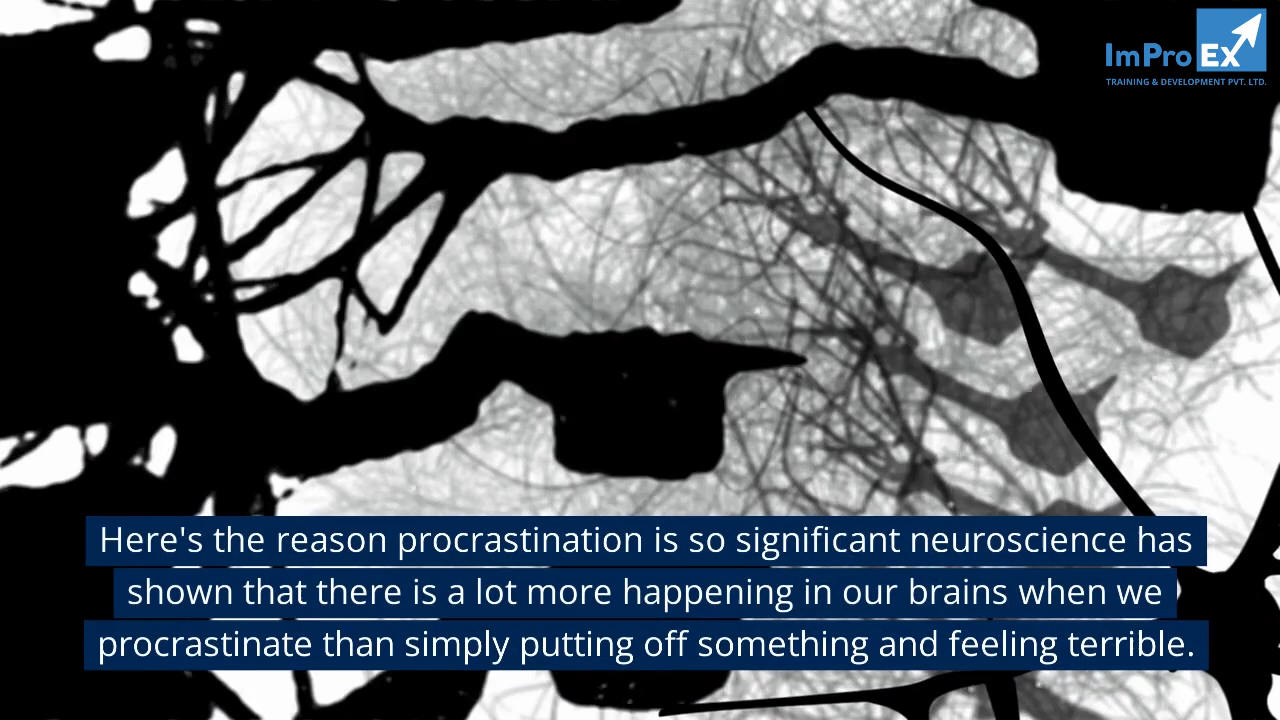 ImPro Ex
TRAINING & DEVELOPMENT PVT. LTD.
Here's the reason procrastination is so significant neuroscience has
shown that there is a lot more happening in our brains when we
procrastinate than simply putting off something and feeling terrible.